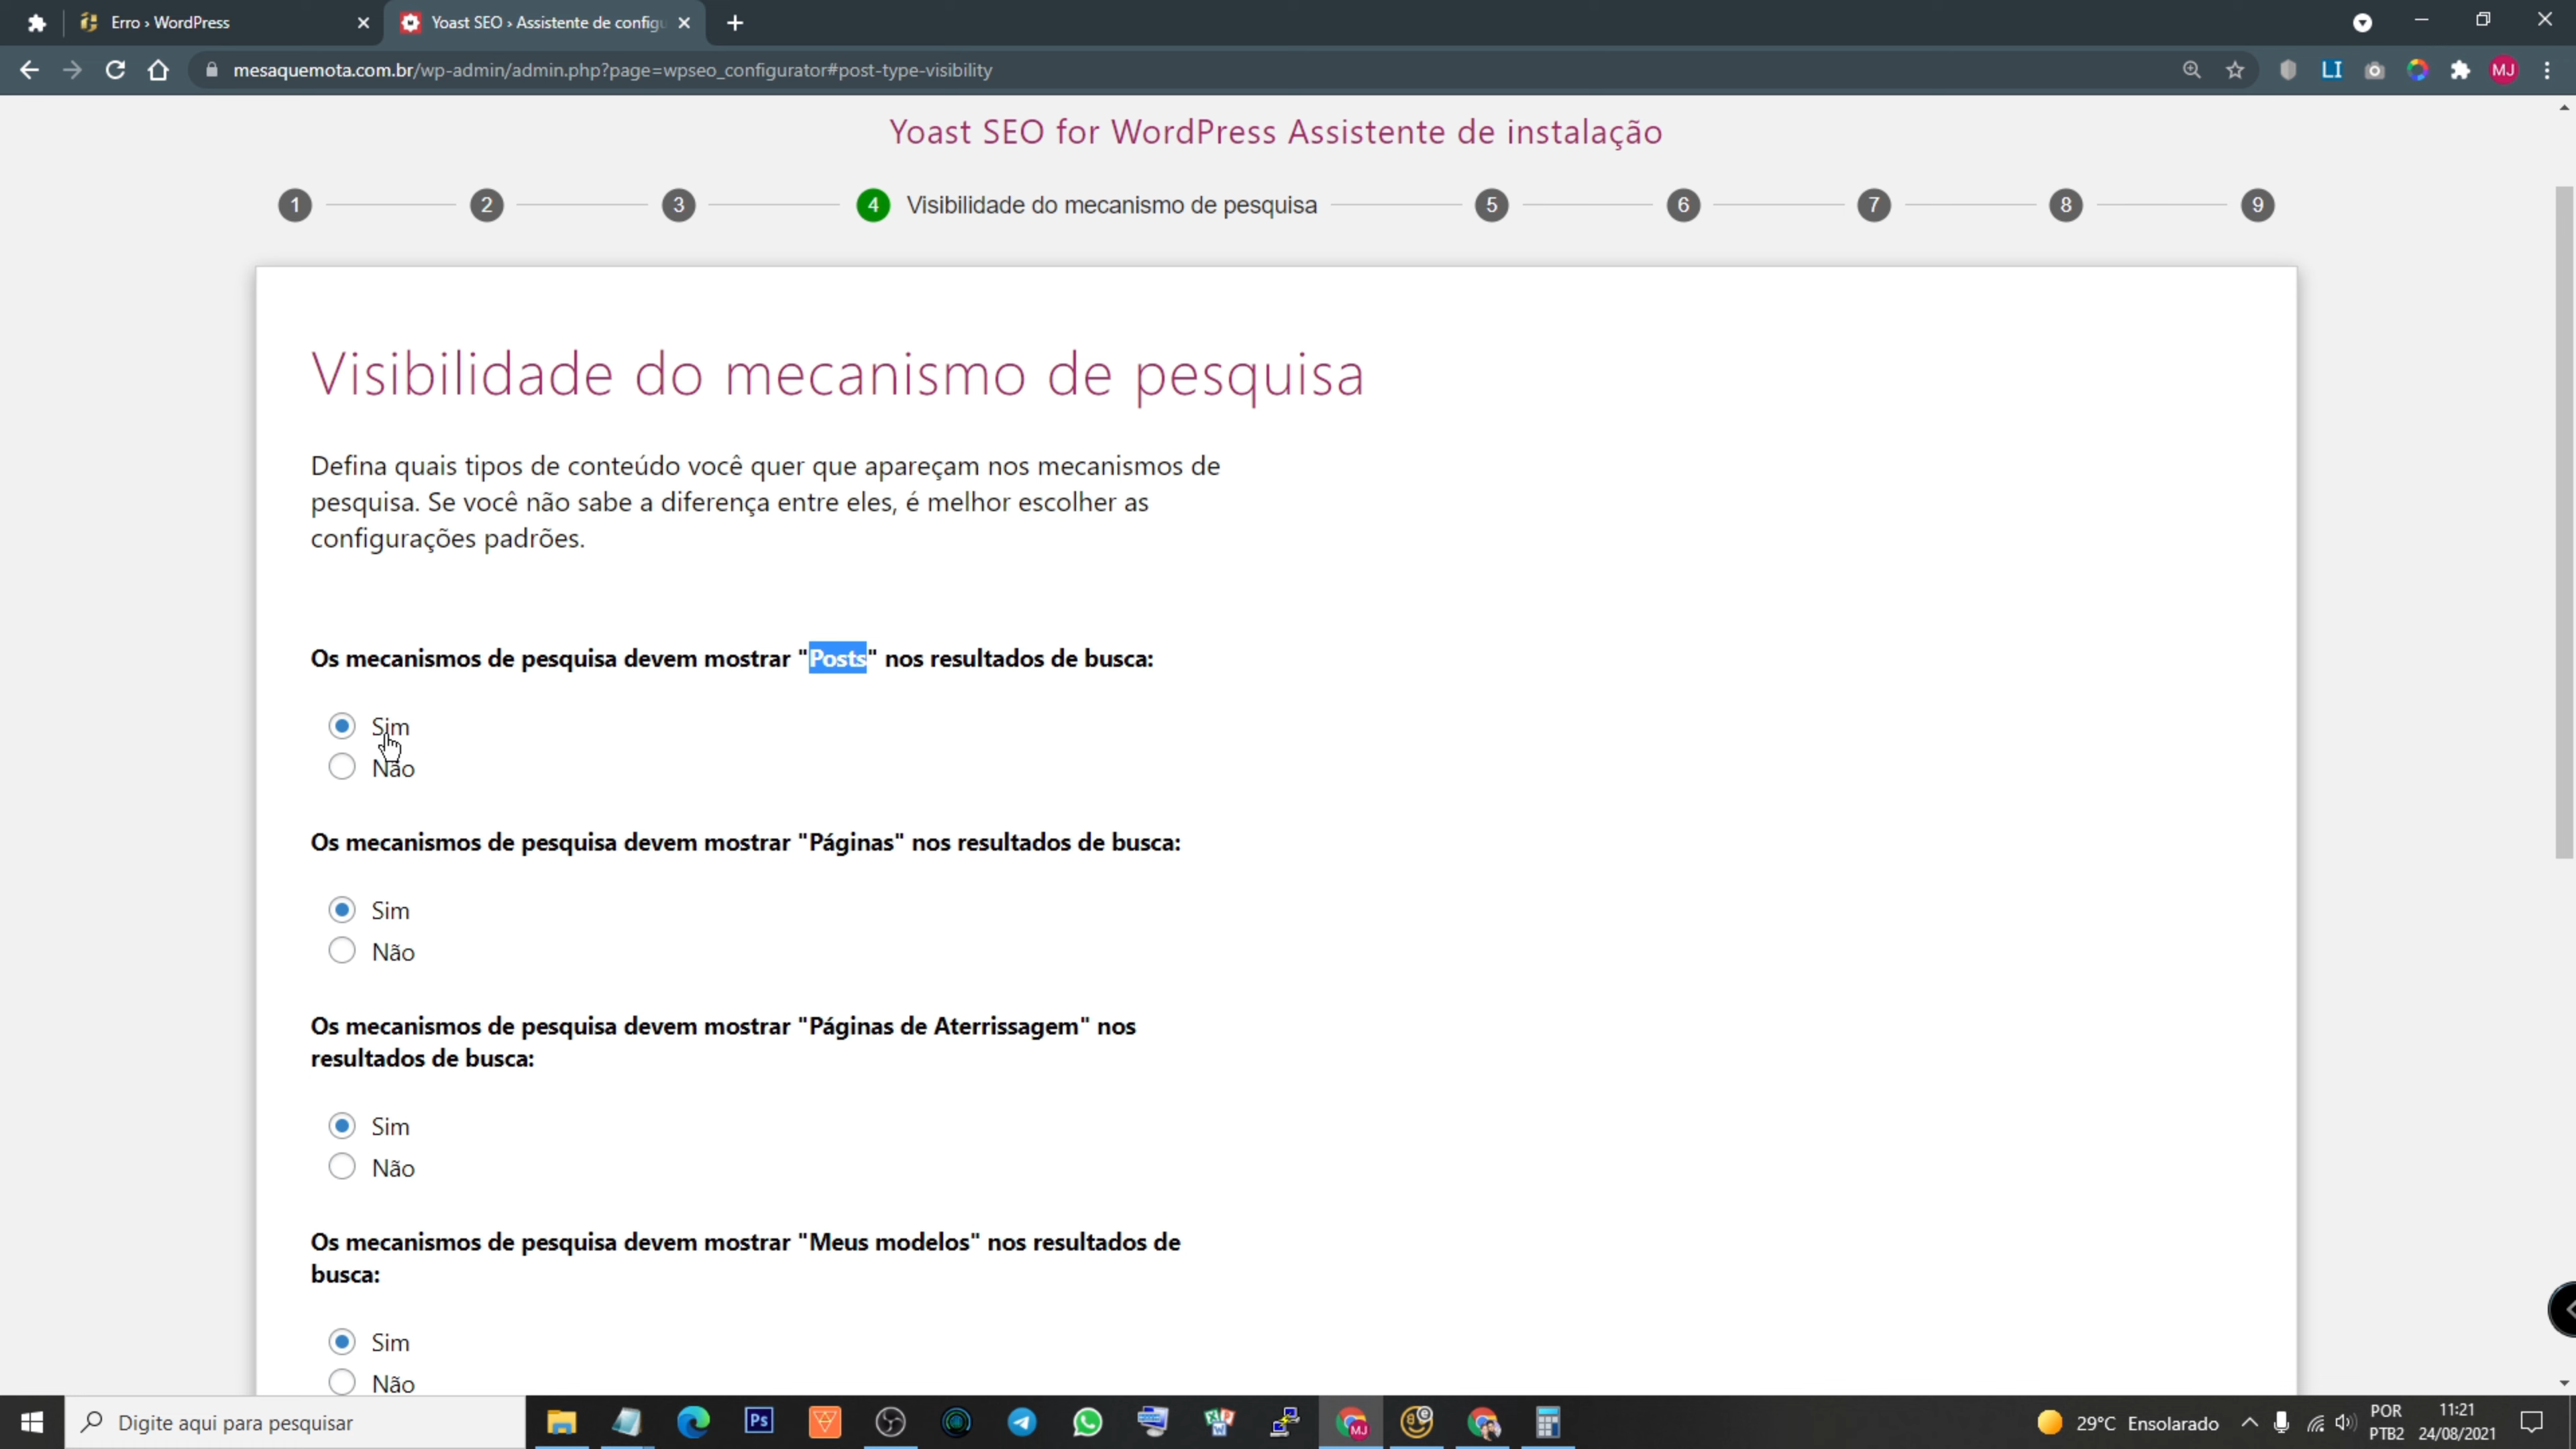 Erro › WordPress
Yoast SEO › Assistente de configu
mesaquemota.com.br/wp-admin/admin.php?page=wpseo_configurator#post-type-visibility
LI
MJ
Yoast SEO for WordPress Assistente de instalação
1 2 3 4 Visibilidade do mecanismo de pesquisa 5 6 7 8 9
Visibilidade do mecanismo de pesquisa
Defina quais tipos de conteúdo você quer que apareçam nos mecanismos de
pesquisa. Se você não sabe a diferença entre eles, é melhor escolher as
configurações padrões.
Os mecanismos de pesquisa devem mostrar "Posts" nos resultados de busca:
Sim
Não
Os mecanismos de pesquisa devem mostrar "Páginas" nos resultados de busca:
Sim
Não
Os mecanismos de pesquisa devem mostrar "Páginas de Aterrissagem" nos
resultados de busca:
Sim
Não
Os mecanismos de pesquisa devem mostrar "Meus modelos" nos resultados de
busca:
Sim
Não
Digite aqui para pesquisar
Ps
MJ
29°C Ensolarado
POR
PTB2
11:21
24/08/2021